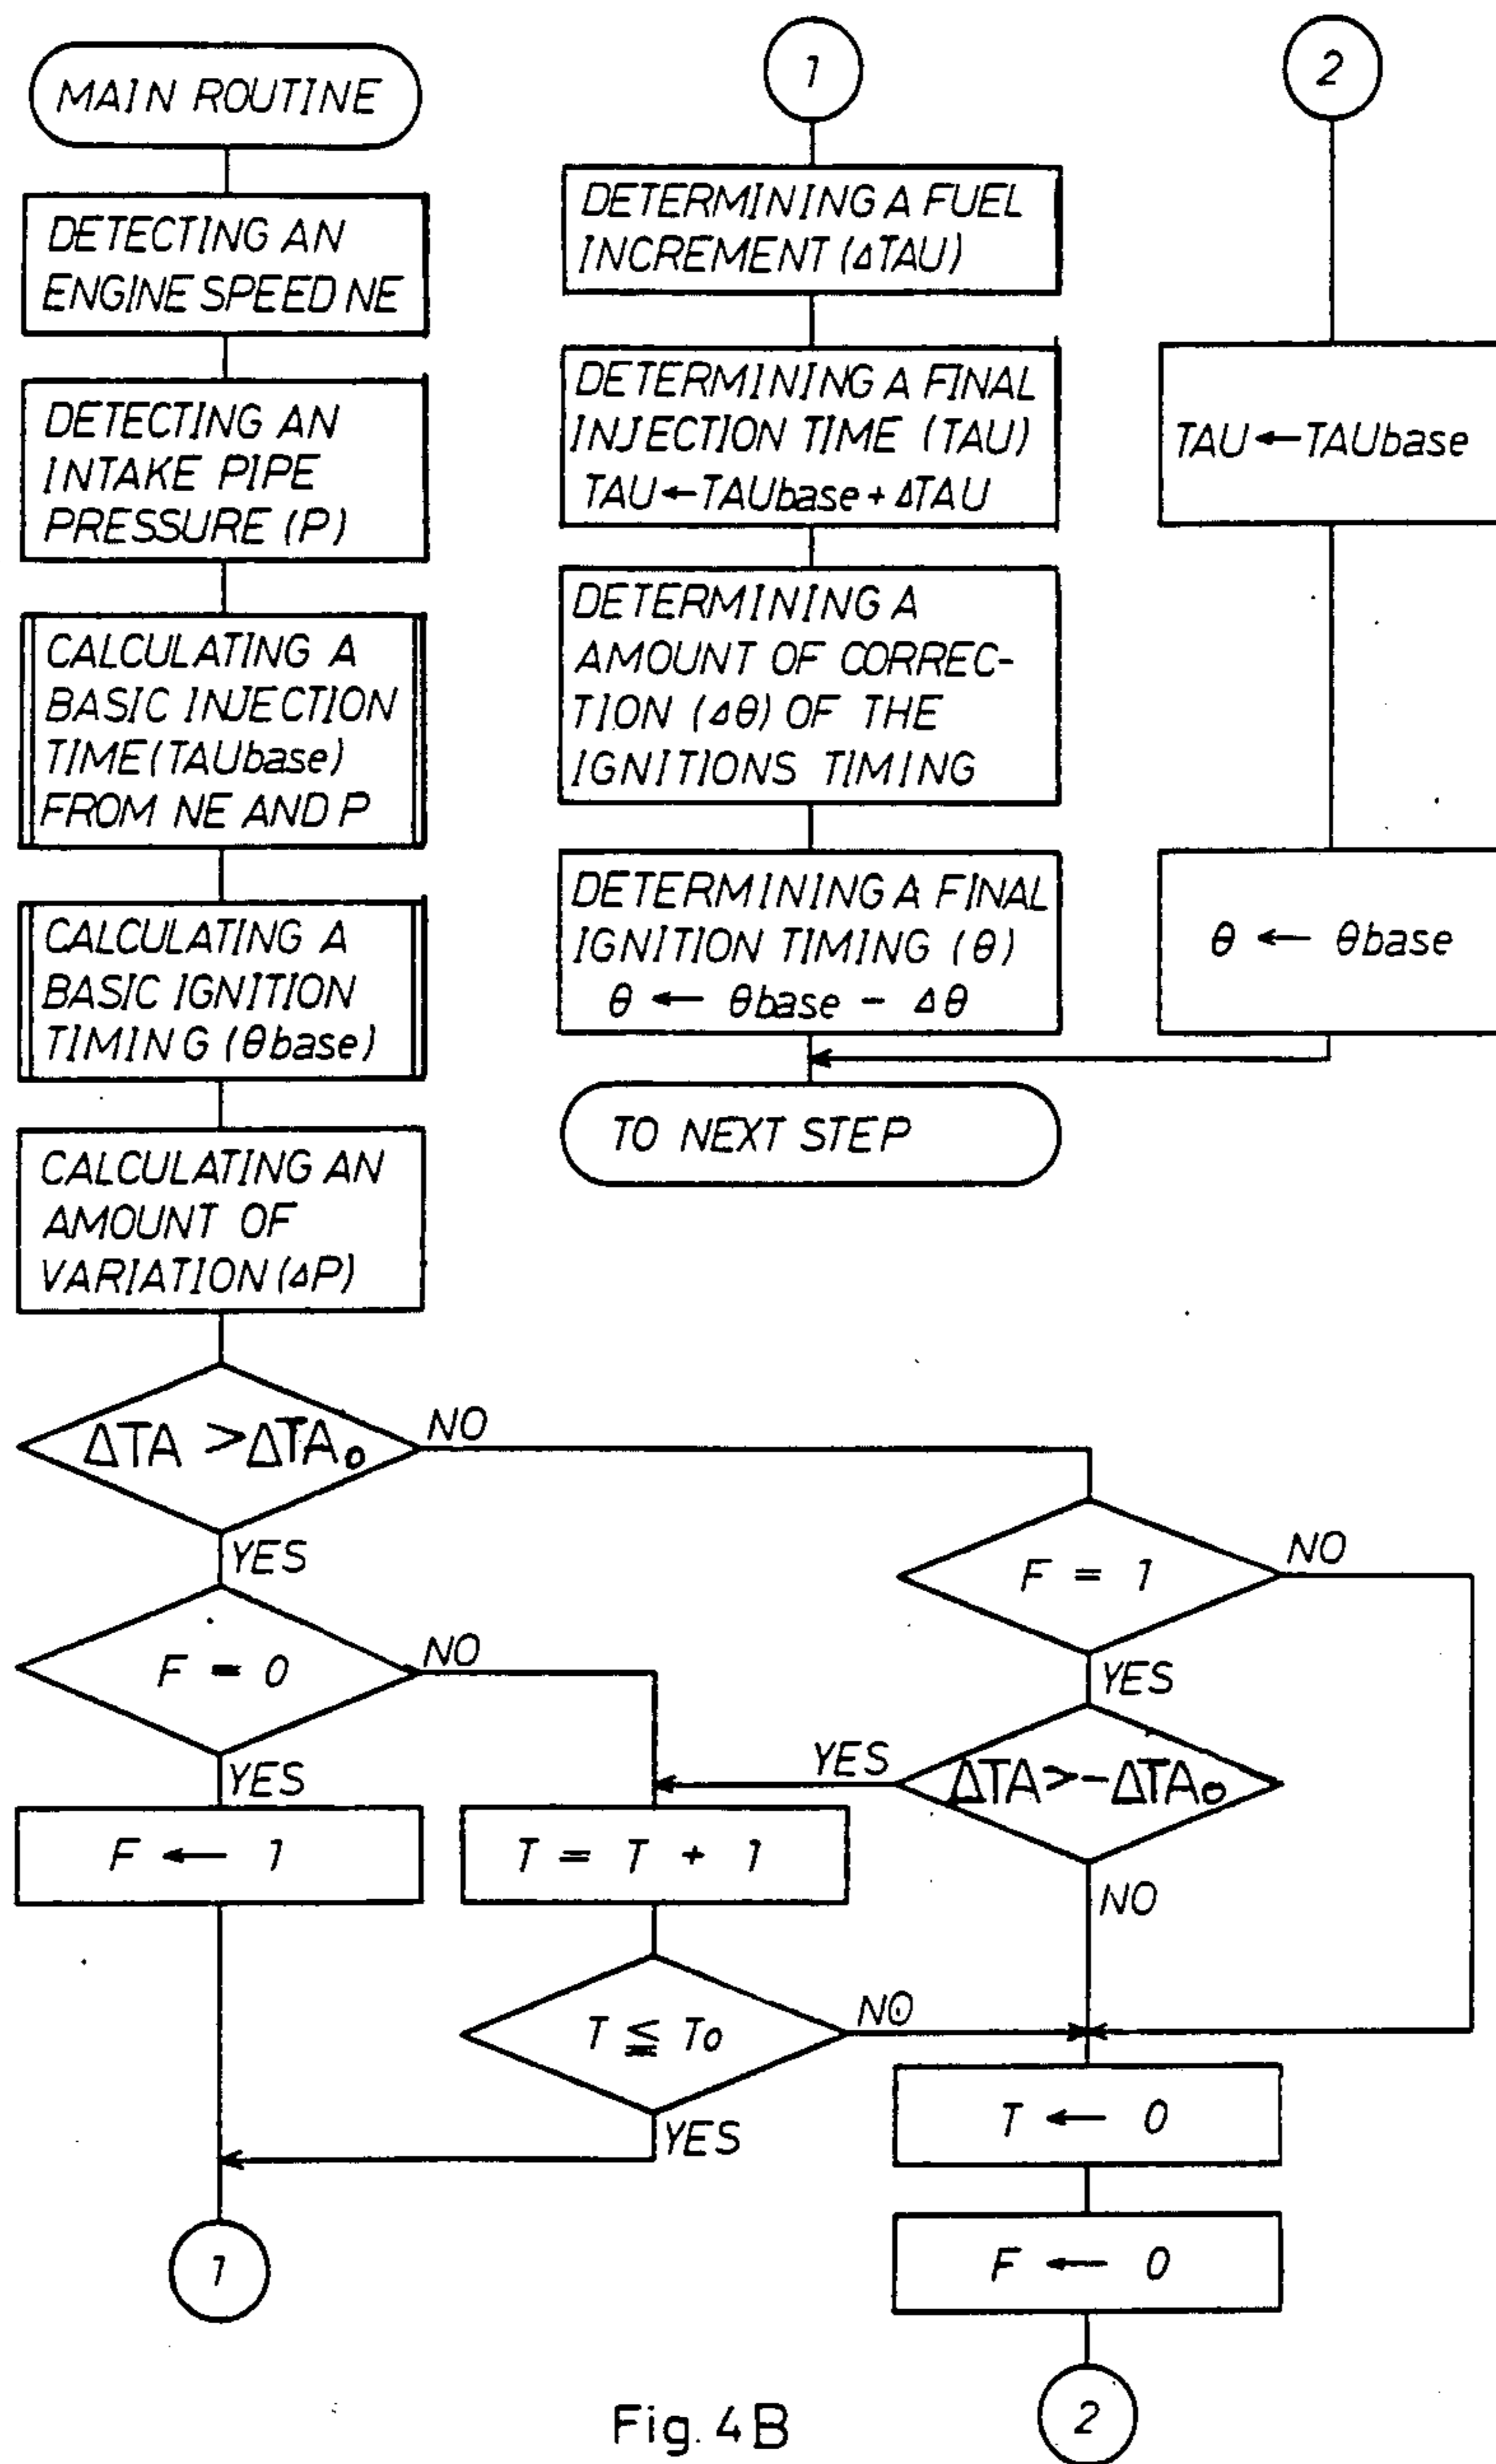 MAIN ROUTINE
DETECTING AN
ENGINE SPEED NE
DETECTING AN
INTAKE PIPE
PRESSURE (P)
CALCULATING A
BASIC INJECTION
TIME (TAUbase)
FROM NE AND P
CALCULATING A
BASIC IGNITION
TIMING (θbase)
CALCULATING AN
AMOUNT OF
VARIATION (ΔP)
ΔTA > ΔTA₀
NO
YES
F = 0
NO
YES
F ← 1
1
F = 1
NO
YES
ΔTA > -ΔTA₀
YES
NO
T = T + 1
T ≦ To
NO
YES
T ← 0
F ← 0
2
1
DETERMINING A FUEL
INCREMENT (ΔTAU)
DETERMINING A FINAL
INJECTION TIME (TAU)
TAU ← TAUbase + ΔTAU
DETERMINING A
AMOUNT OF CORREC-
TION (Δθ) OF THE
IGNITIONS TIMING
DETERMINING A FINAL
IGNITION TIMING (θ)
θ ← θbase - Δθ
TO NEXT STEP
2
TAU ← TAUbase
θ ← θbase
Fig. 4B